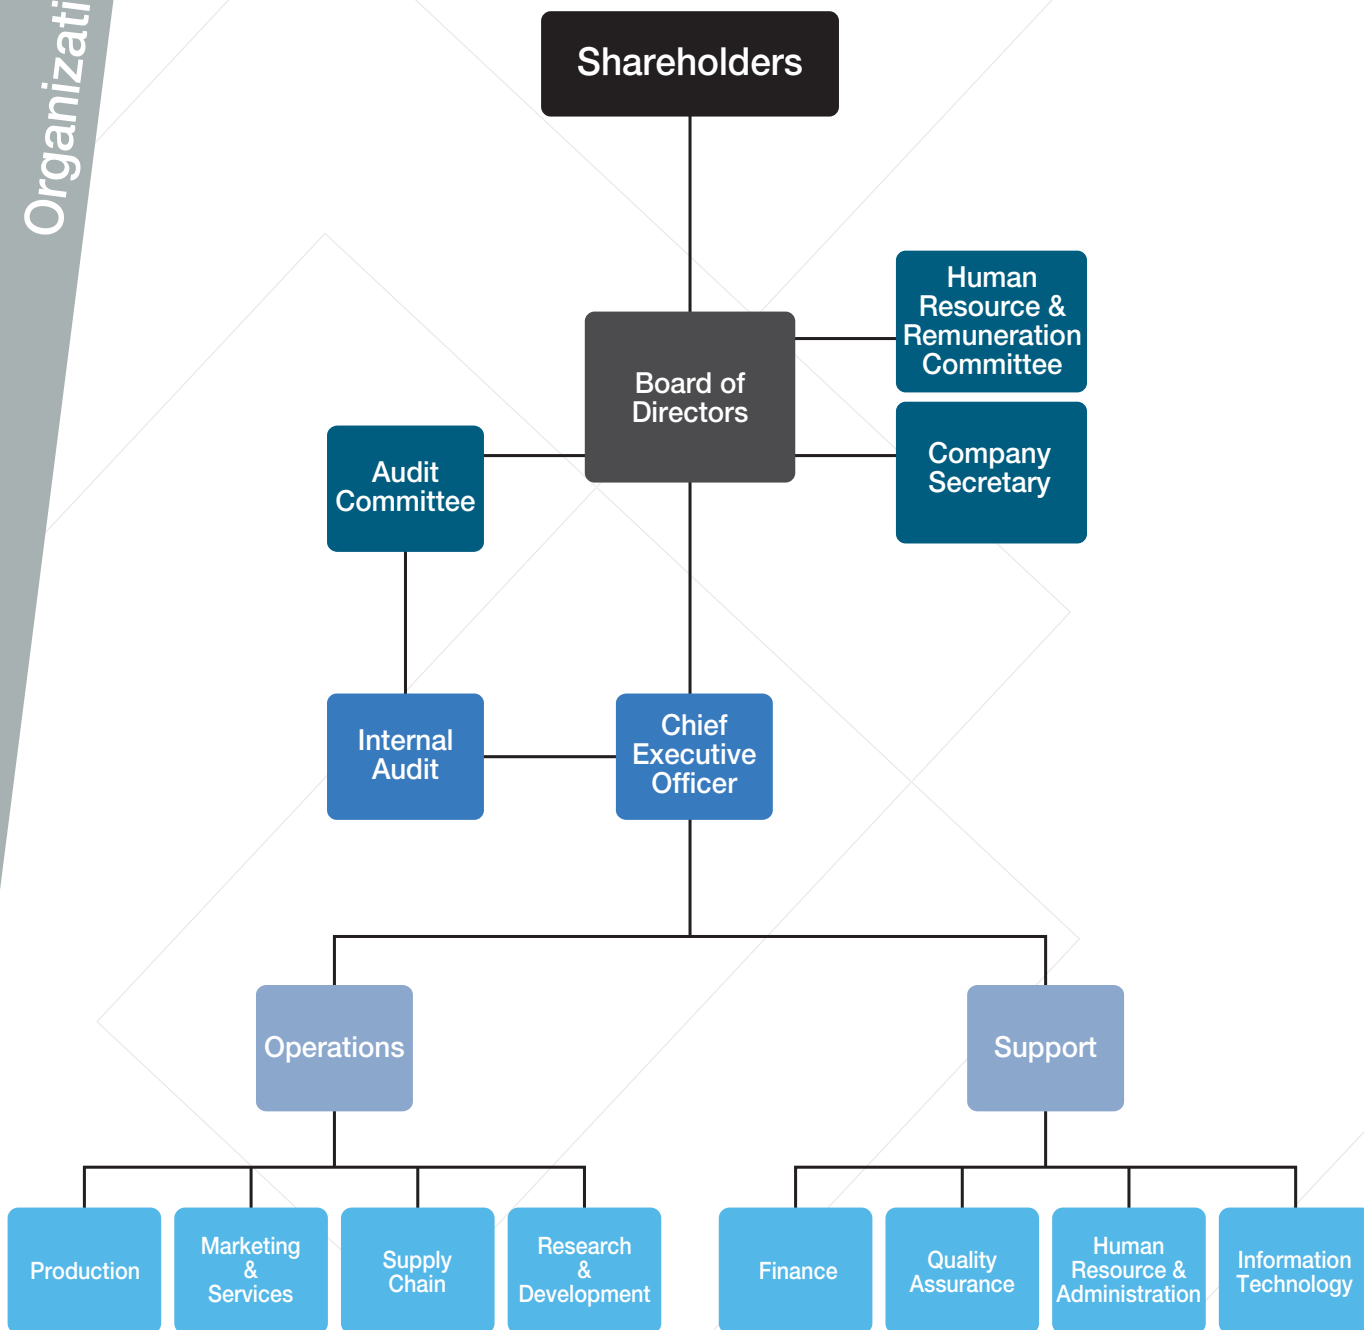 Shareholders
Human
Resource &
Remuneration
Committee
Board of
Directors
Company
Secretary
Audit
Committee
Internal
Audit
Chief
Executive
Officer
Operations
Support
Production
Marketing
&
Services
Supply
Chain
Research
&
Development
Finance
Quality
Assurance
Human
Resource &
Administration
Information
Technology
Organizati